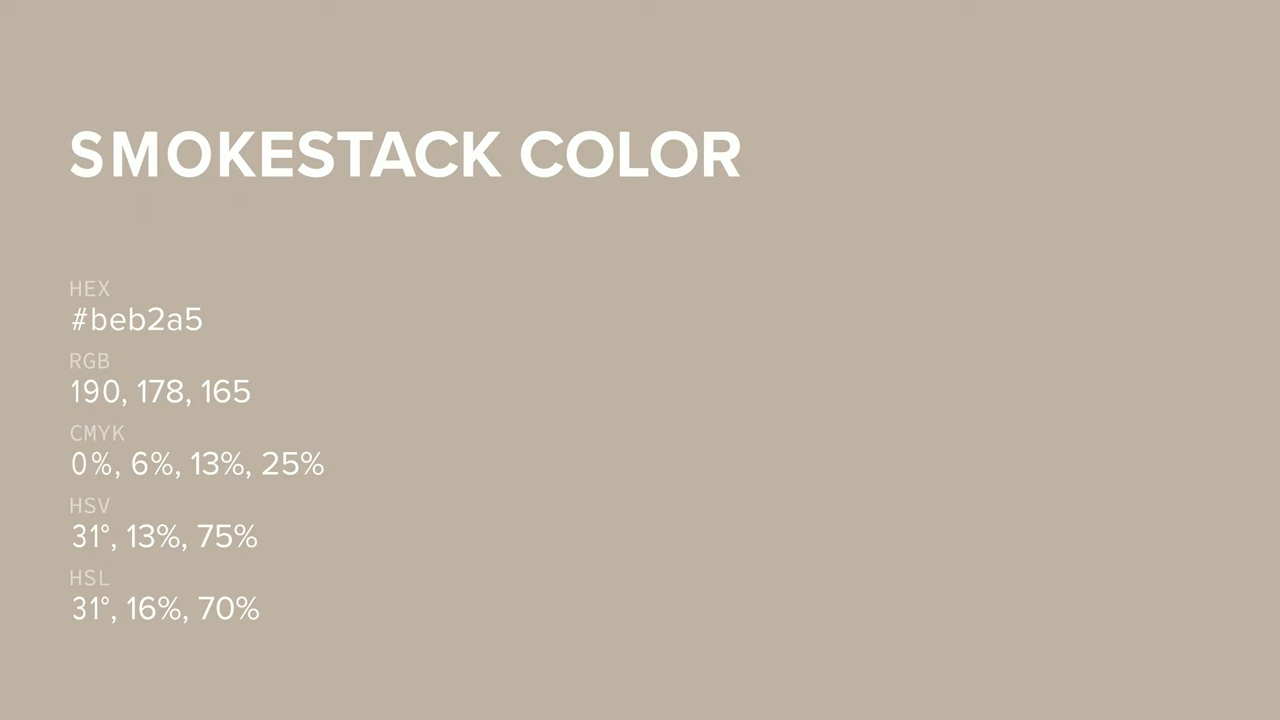 SMOKESTACK COLOR
HEX
#beb2a5
RGB
190, 178, 165
CMYK
0%, 6%, 13%, 25%
HSV
31°, 13%, 75%
HSL
31°, 16%, 70%